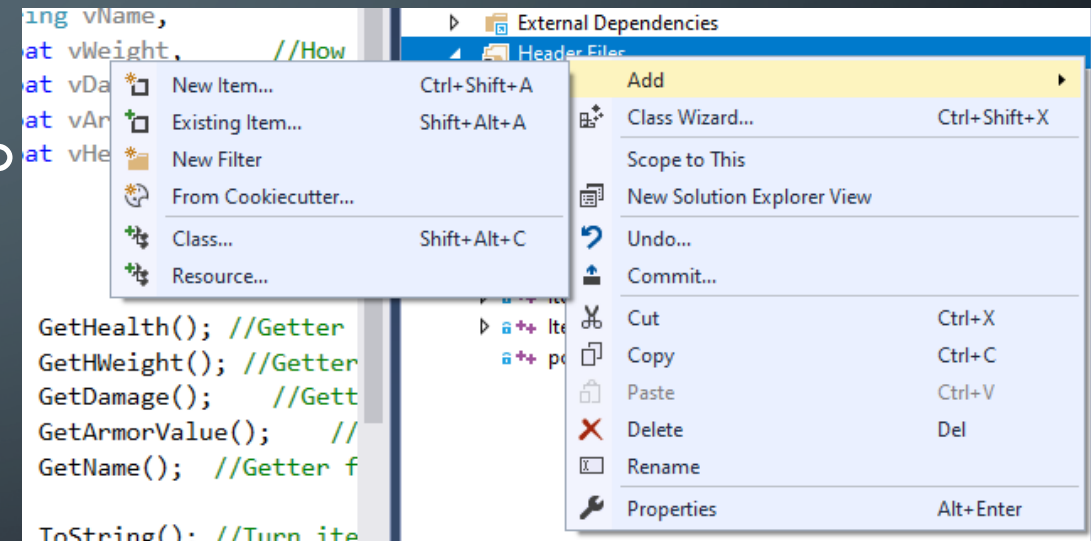 ing vName,
at vWeight, //How
at vDa
at vAr
at vHe
GetHealth(); //Getter
GetHWeight(); //Getter
GetDamage(); //Gett
GetArmorValue(); //
GetName(); //Getter f
ToString(); //Turn ite
External Dependencies
Header Files
Ite
po
New Item... Ctrl+Shift+A
Existing Item... Shift+Alt+A
New Filter
From Cookiecutter...
Class... Shift+Alt+C
Resource...
Add
Class Wizard... Ctrl+Shift+X
Scope to This
New Solution Explorer View
Undo...
Commit...
Cut Ctrl+X
Copy Ctrl+C
Paste Ctrl+V
Delete Del
Rename
Properties Alt+Enter